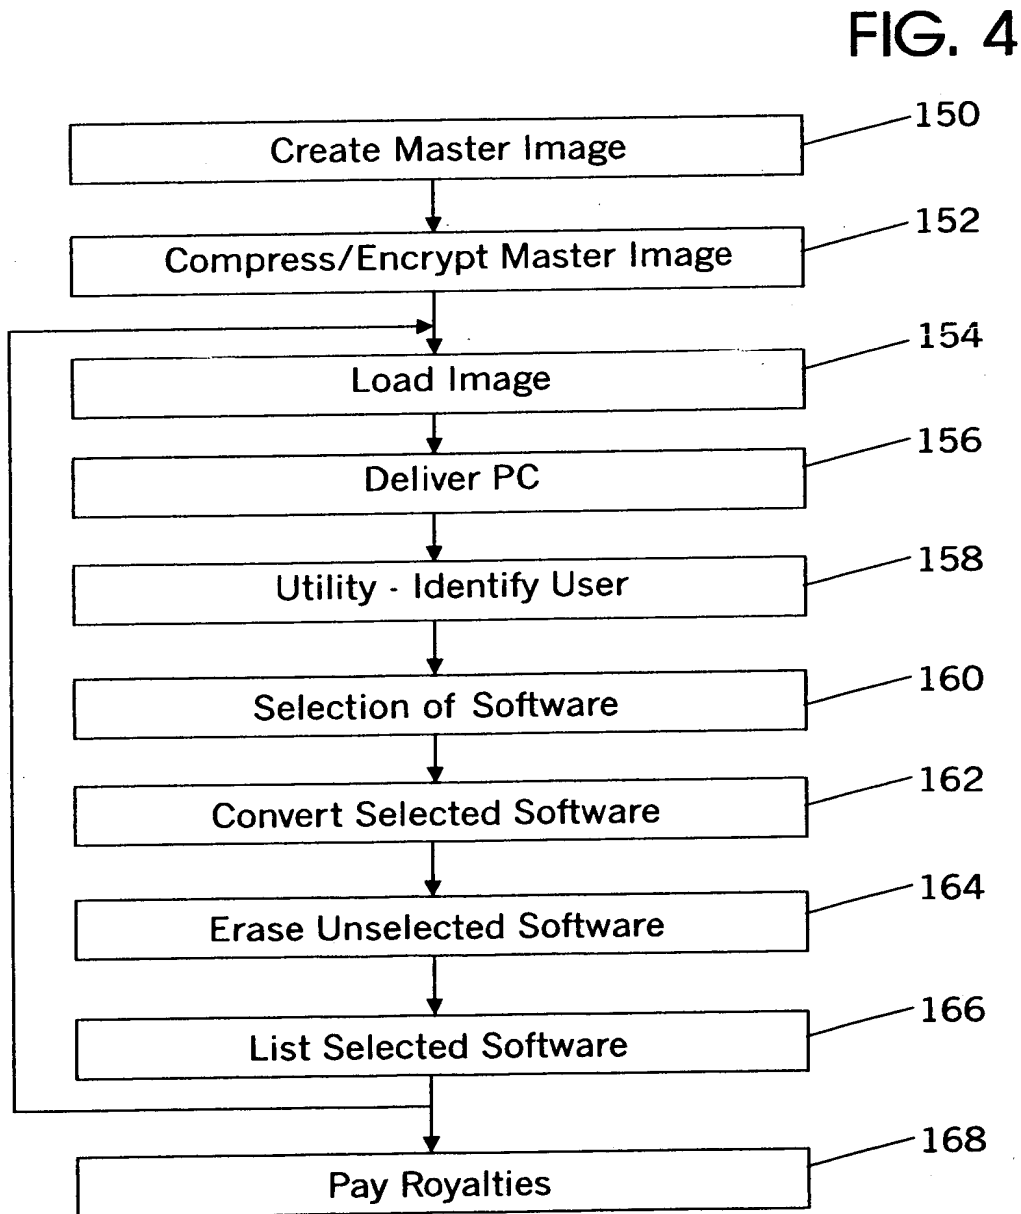 FIG. 4
Create Master Image
150
Compress/Encrypt Master Image
152
Load Image
154
Deliver PC
156
Utility - Identify User
158
Selection of Software
160
Convert Selected Software
162
Erase Unselected Software
164
List Selected Software
166
Pay Royalties
168